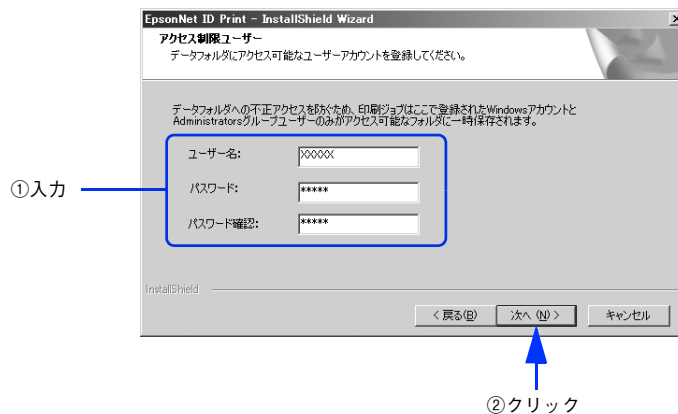 EpsonNet ID Print - InstallShield Wizard
アクセス制限ユーザー
データフォルダにアクセス可能なユーザーアカウントを登録してください。
データフォルダへの不正アクセスを防ぐため、印刷ジョブはここで登録されたWindowsアカウントと
Administratorsグループユーザーのみがアクセス可能なフォルダに一時保存されます。
ユーザー名: XXXXX
①入力
パスワード: *****
パスワード確認: *****
InstallShield
< 戻る(B) 次へ (N) > キャンセル
②クリック